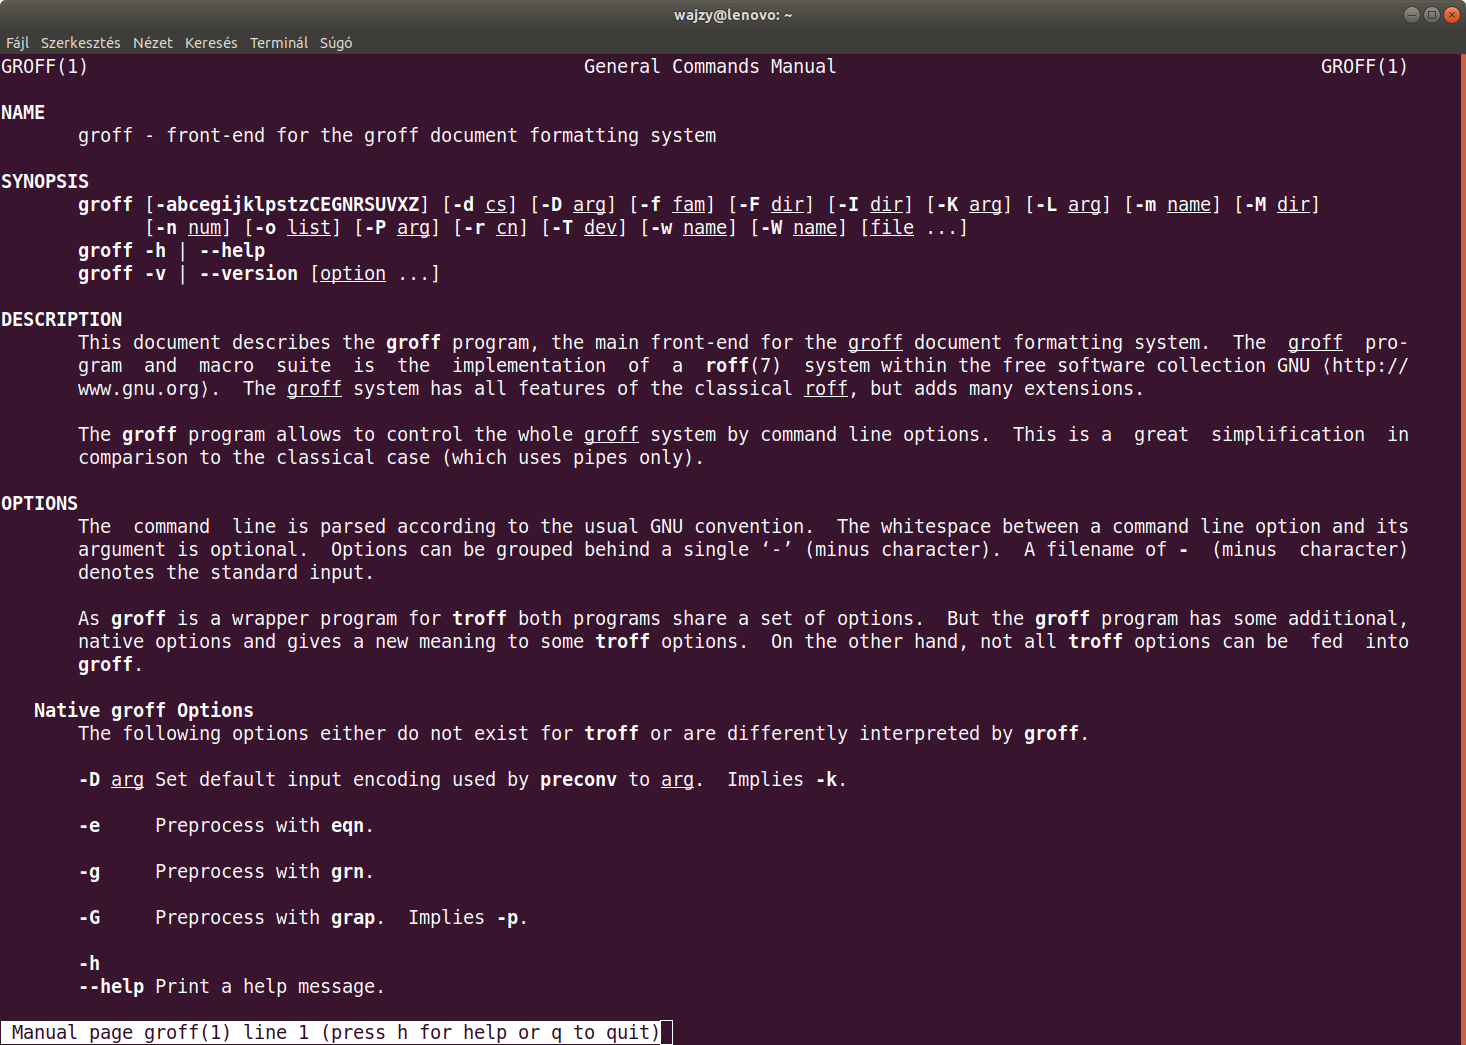 wajzy@lenovo: ~
Fájl Szerkesztés Nézet Keresés Terminál Súgó
GROFF(1) General Commands Manual GROFF(1)
NAME
groff - front-end for the groff document formatting system
SYNOPSIS
groff [-abcegijklpstzCEGNRSUVXZ] [-d cs] [-D arg] [-f fam] [-F dir] [-I dir] [-K arg] [-L arg] [-m name] [-M dir]
[-n num] [-o list] [-P arg] [-r cn] [-T dev] [-w name] [-W name] [file ...]
groff -h | --help
groff -v | --version [option ...]
DESCRIPTION
This document describes the groff program, the main front-end for the groff document formatting system.  The  groff  pro-
gram  and  macro  suite  is  the  implementation  of  a  roff(7)  system within the free software collection GNU ⟨http://
www.gnu.org⟩.  The groff system has all features of the classical roff, but adds many extensions.
The groff program allows to control the whole groff system by command line options.  This is a  great  simplification  in
comparison to the classical case (which uses pipes only).
OPTIONS
The  command  line is parsed according to the usual GNU convention.  The whitespace between a command line option and its
argument is optional.  Options can be grouped behind a single ‘-’ (minus character).  A filename of -  (minus  character)
denotes the standard input.
As groff is a wrapper program for troff both programs share a set of options.  But the groff program has some additional,
native options and gives a new meaning to some troff options.  On the other hand, not all troff options can be  fed  into
groff.
Native groff Options
The following options either do not exist for troff or are differently interpreted by groff.
-D arg Set default input encoding used by preconv to arg.  Implies -k.
-e     Preprocess with eqn.
-g     Preprocess with grn.
-G     Preprocess with grap.  Implies -p.
-h
--help Print a help message.
Manual page groff(1) line 1 (press h for help or q to quit)